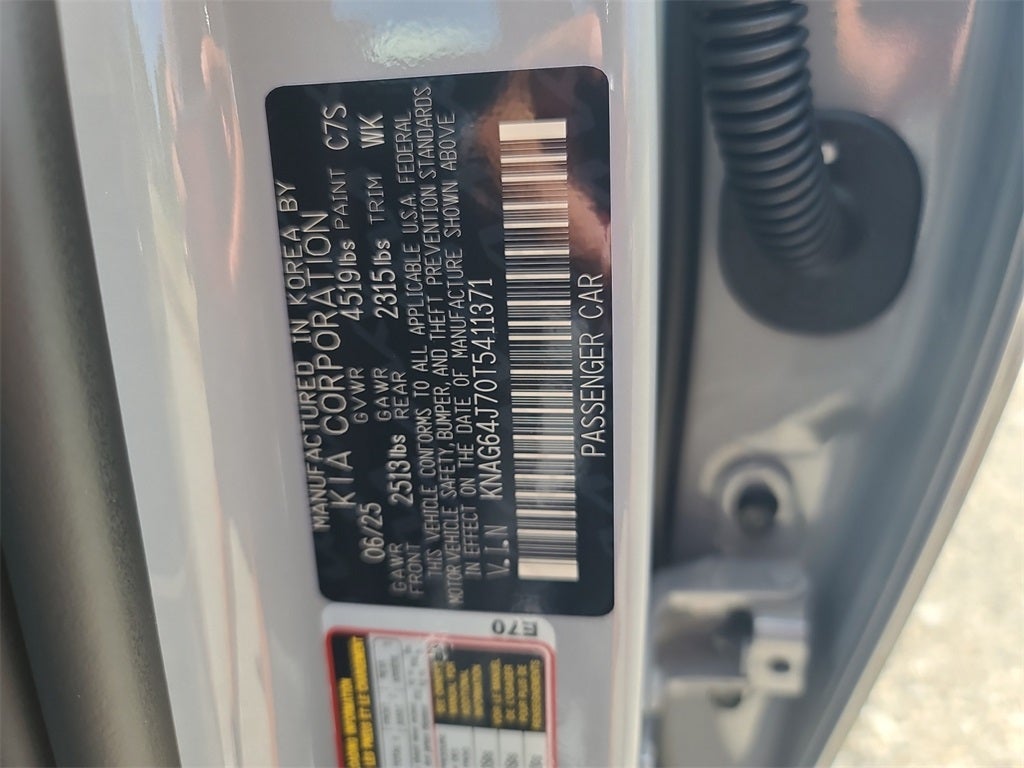 MANUFACTURED IN KOREA BY
KIA CORPORATION
06/25 GVWR 4519lbs PAINT C7S
GAWR FRONT 2513lbs GAWR REAR 2315lbs TRIM WK
THIS VEHICLE CONFORMS TO ALL APPLICABLE U.S.A. FEDERAL
MOTOR VEHICLE SAFETY, BUMPER, AND THEFT PREVENTION STANDARDS
IN EFFECT ON THE DATE OF MANUFACTURE SHOWN ABOVE
V.I.N KNAG64J70T5411371
PASSENGER CAR
E70